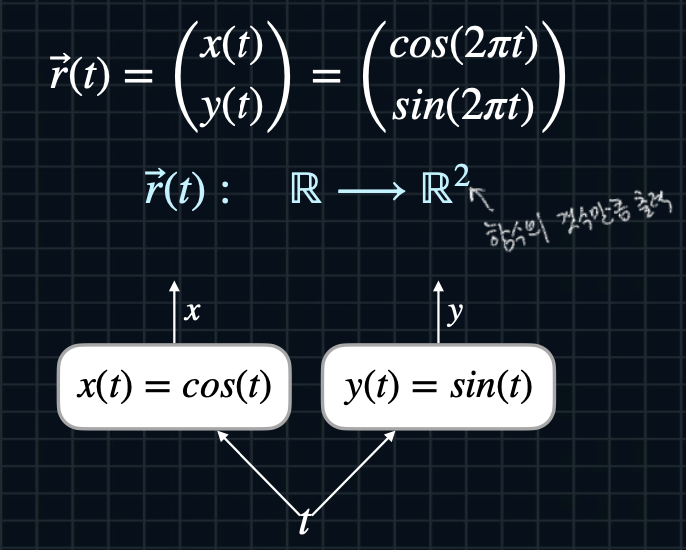 r⃗(t) = (x(t) y(t)) = (cos(2πt) sin(2πt))
r⃗(t) : ℝ ⟶ ℝ²
함수의 갯수만큼 출력
x
y
x(t) = cos(t)
y(t) = sin(t)
t